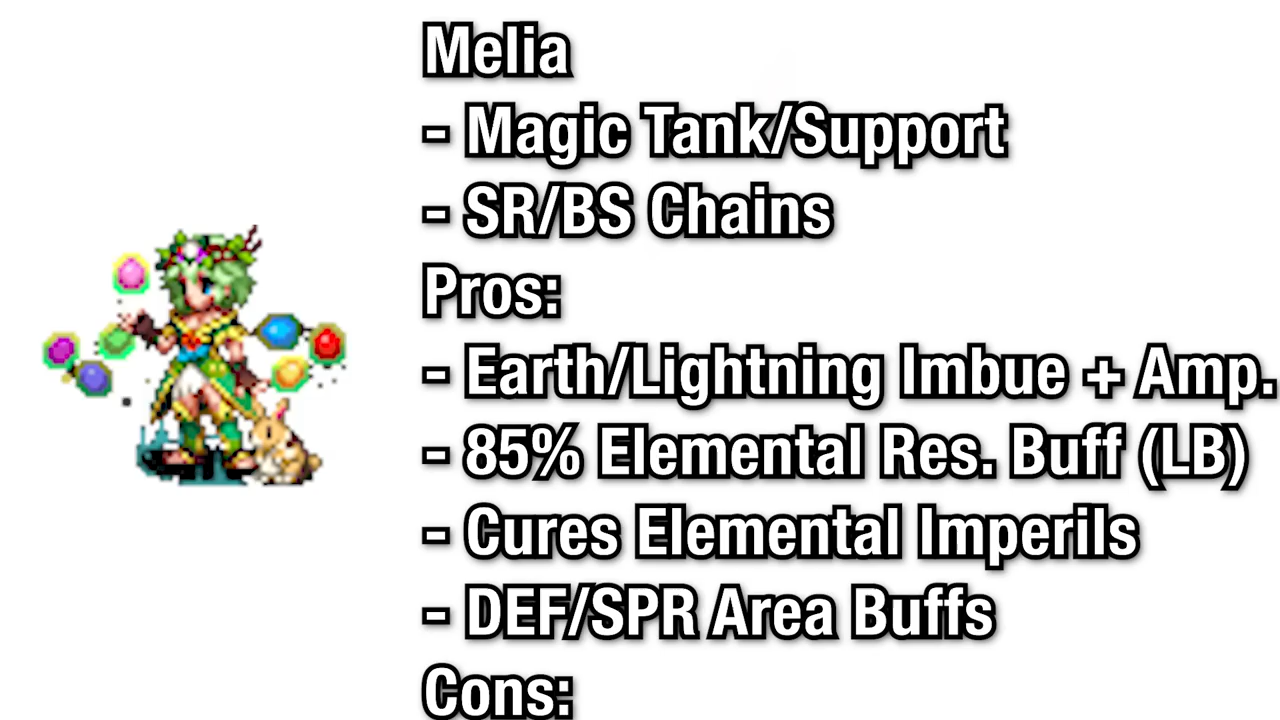 Melia
- Magic Tank/Support
- SR/BS Chains
Pros:
- Earth/Lightning Imbue + Amp.
- 85% Elemental Res. Buff (LB)
- Cures Elemental Imperils
- DEF/SPR Area Buffs
Cons: